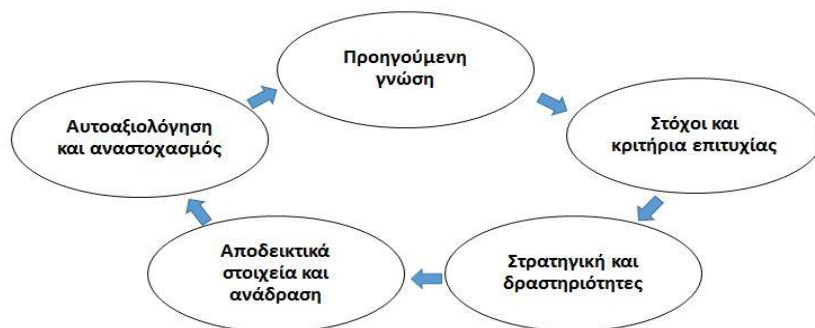 Προηγούμενη
γνώση
Στόχοι και
κριτήρια επιτυχίας
Στρατηγική και
δραστηριότητες
Αποδεικτικά
στοιχεία και
ανάδραση
Αυτοαξιολόγηση
και αναστοχασμός